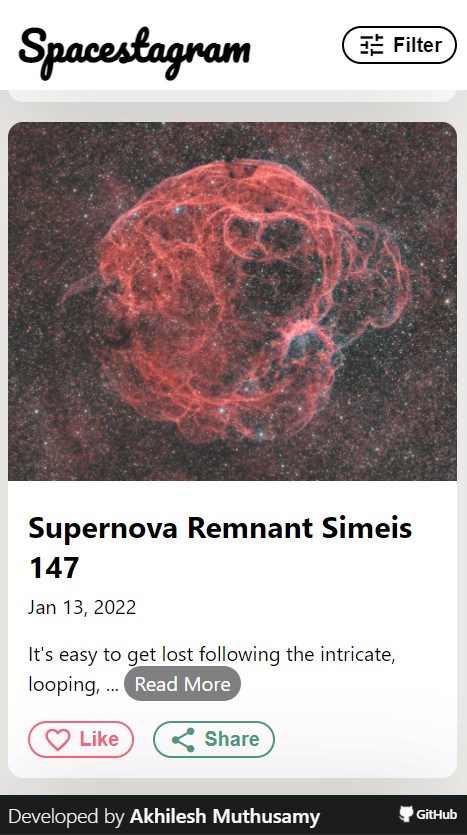 Spacestagram
Filter
Supernova Remnant Simeis
147
Jan 13, 2022
It's easy to get lost following the intricate,
looping, ... Read More
Like
Share
Developed by Akhilesh Muthusamy
GitHub